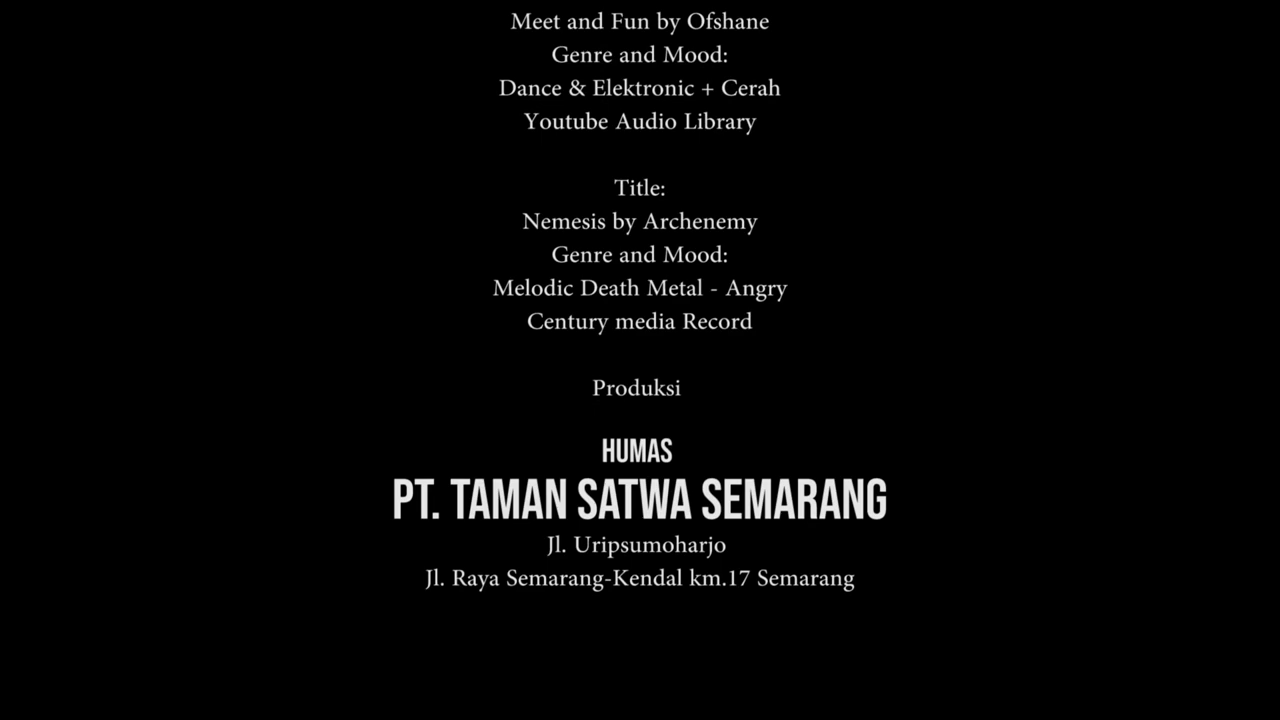 Meet and Fun by Ofshane
Genre and Mood:
Dance & Elektronic + Cerah
Youtube Audio Library
Title:
Nemesis by Archenemy
Genre and Mood:
Melodic Death Metal - Angry
Century media Record
Produksi
HUMAS
PT. TAMAN SATWA SEMARANG
Jl. Uripsumoharjo
Jl. Raya Semarang-Kendal km.17 Semarang